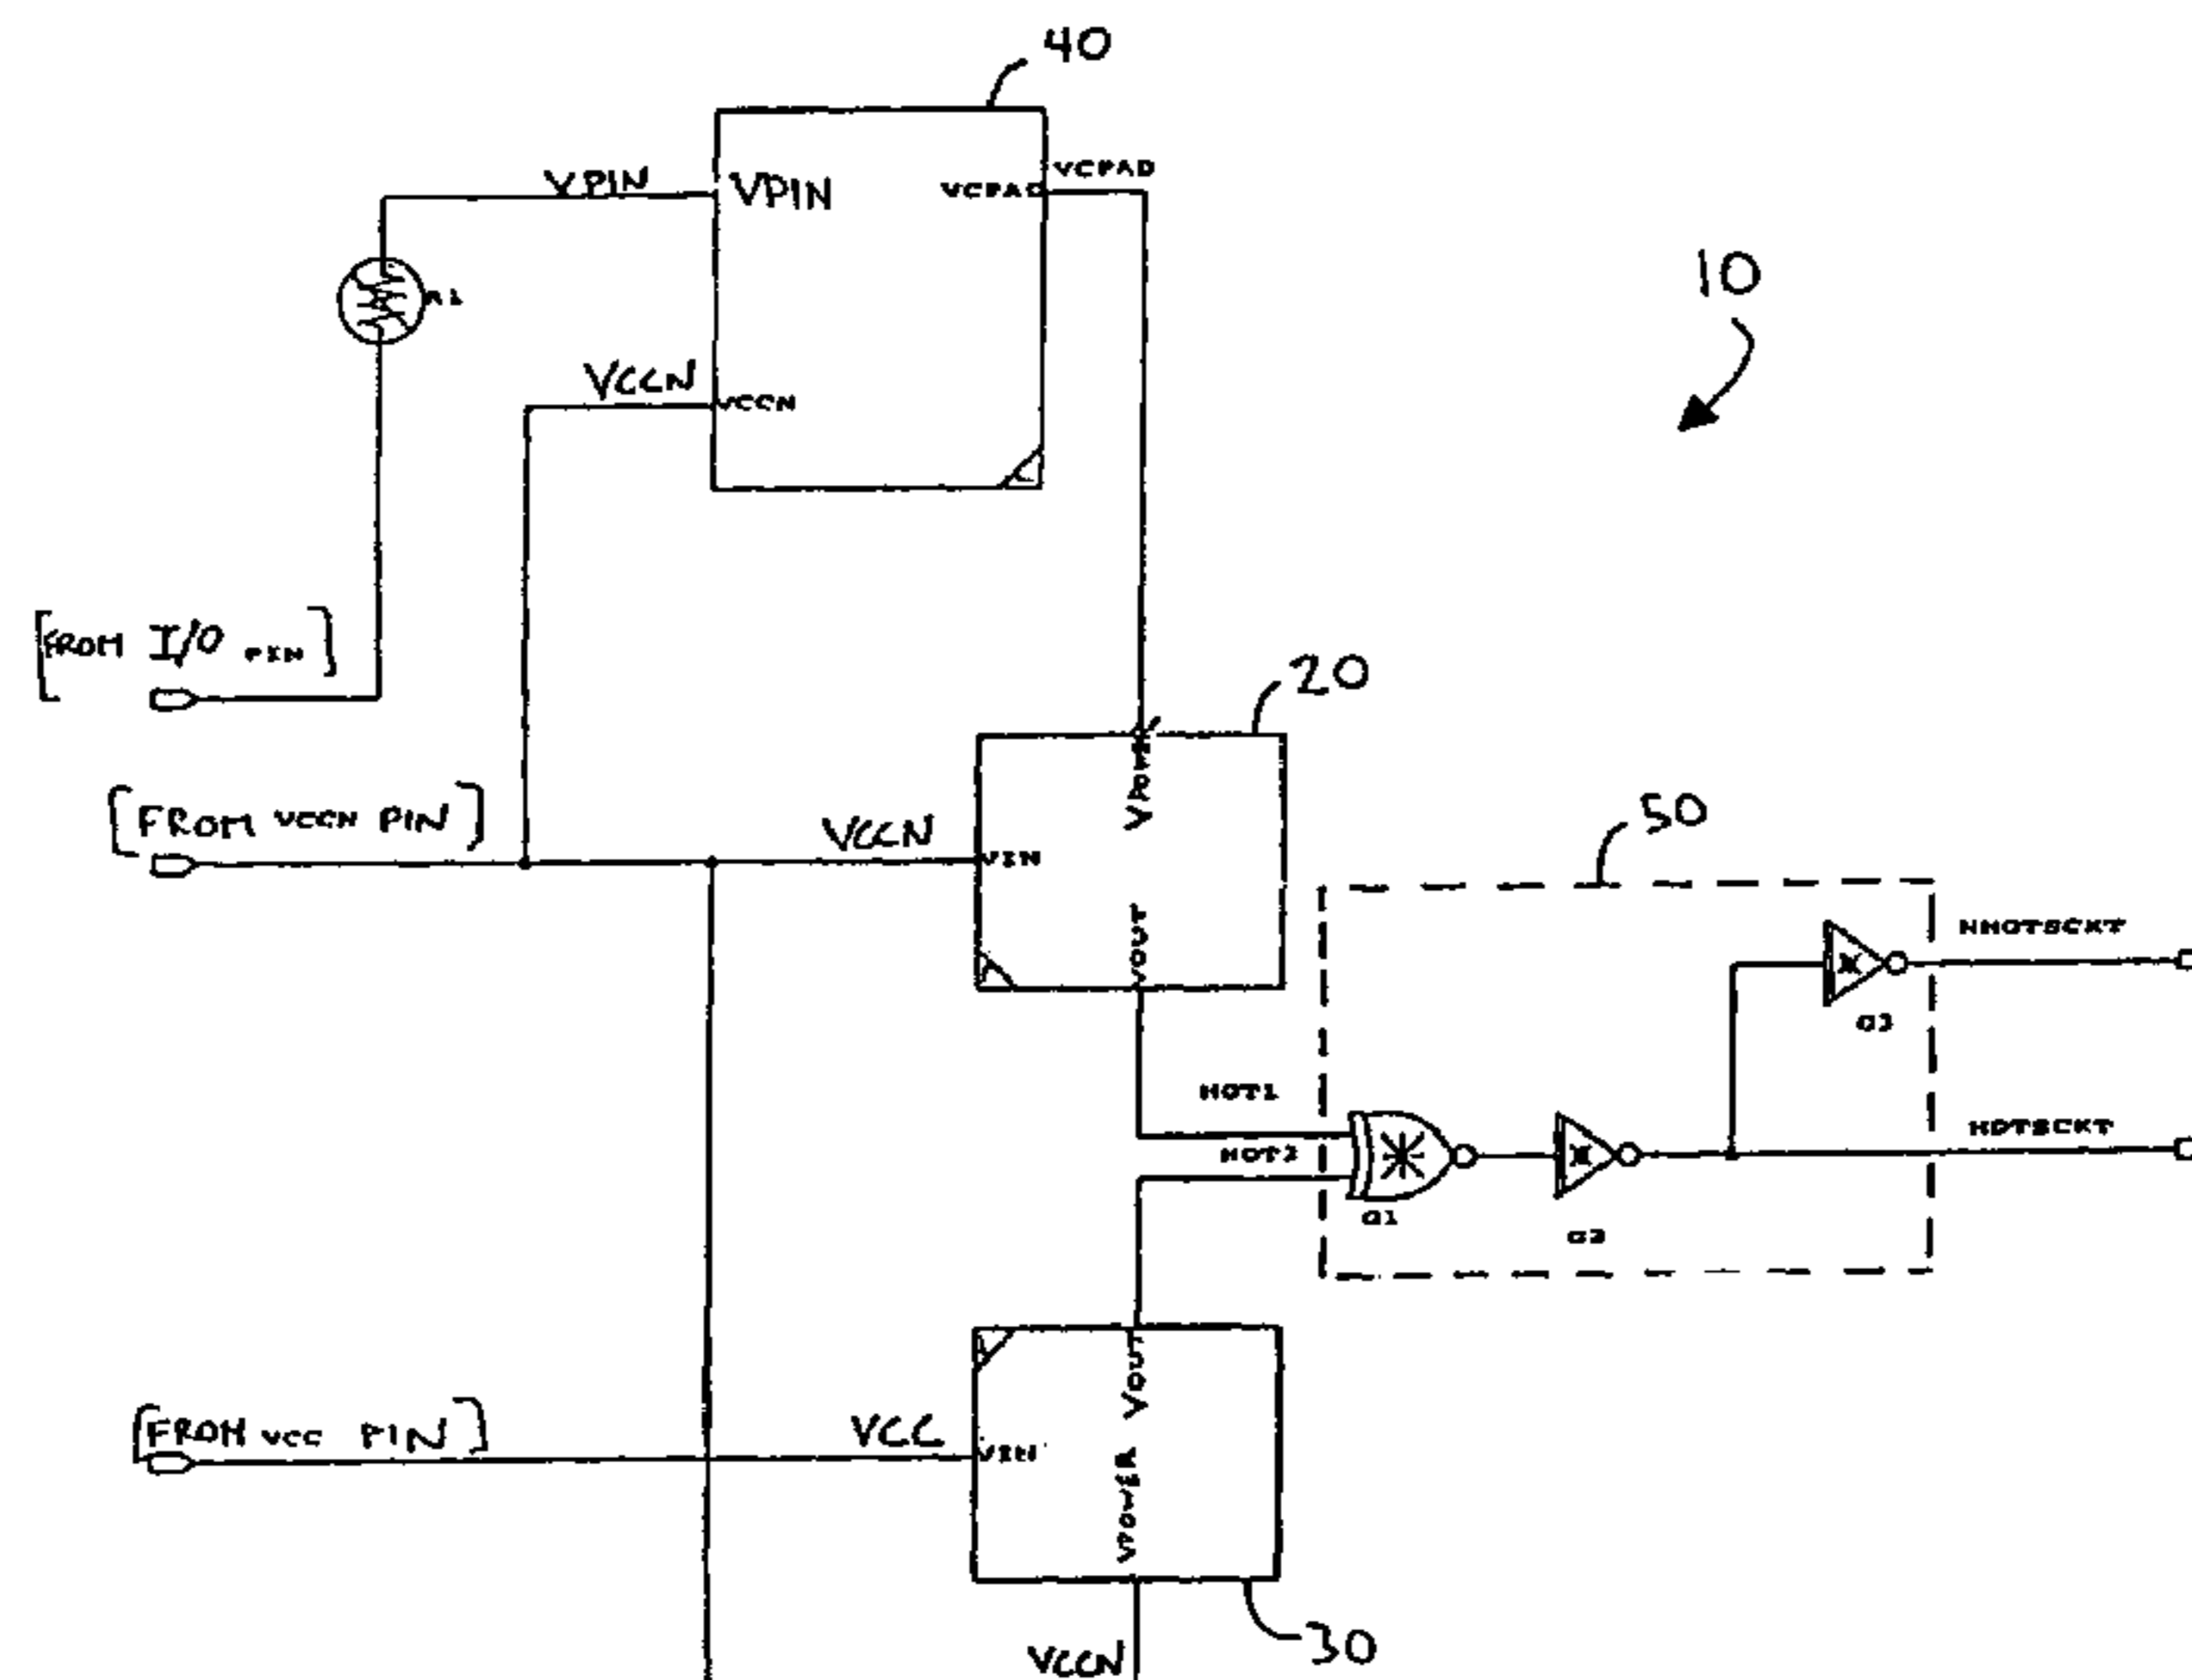 40
VPIN
VPIN
VCPAD
VCPAD
10
R1
VCCN
VCCN
[FROM I/O PIN]
20
[FROM VCCN PIN]
VCCN
VIN
VOUT
50
NHOTSCKT
G3
HOT1
HOT2
HOTSCKT
G1
G2
[FROM VCC PIN]
VCC
VIN
VOUT
VPOWER
VCCN
30